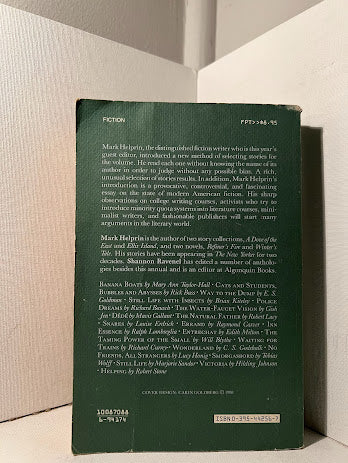 FICTION
FPT>>$8.95
Mark Helprin, the distinguished fiction writer who is this year's
guest editor, introduced a new method of selecting stories for
the volume. He read each one without knowing the name of its
author in order to judge without any possible bias. A rich,
unusual selection of stories results. In addition, Mark Helprin's
introduction is a provocative, controversial, and fascinating
essay on the state of modern American fiction. His sharp
observations on college writing courses, activists who try to
introduce minority quota systems into literature courses, mini-
malist writers, and fashionable publishers will start many
arguments in the literary world.
Mark Helprin is the author of two story collections, A Dove of the
East and Ellis Island, and two novels, Refiner's Fire and Winter's
Tale. His stories have been appearing in The New Yorker for two
decades. Shannon Ravenel has edited a number of antholo-
gies besides this annual and is an editor at Algonquin Books.
BANANA BOATS by Mary Ann Taylor-Hall · CATS AND STUDENTS,
BUBBLES AND ABYSSES by Rick Bass · WAY TO THE DUMP by E. S.
Goldman · STILL LIFE WITH INSECTS by Brian Kiteley · POLICE
DREAMS by Richard Bausch · THE WATER-FAUCET VISION by Gish
Jen · DÉDÉ by Mavis Gallant · THE NATURAL FATHER by Robert Lacy
· SNARES by Louise Erdrich · ERRAND by Raymond Carver · INN
ESSENCE by Ralph Lombreglia · ENTRECHAT by Edith Milton · THE
TAMING POWER OF THE SMALL by Will Blythe · WAITING FOR
TRAINS by Richard Currey · WONDERLAND by C. S. Godshalk · NO
FRIENDS, ALL STRANGERS by Lucy Honig · SMORGASBORD by Tobias
Wolff · STILL LIFE by Marjorie Sandor · VICTORIA by Hilding Johnson
· HELPING by Robert Stone
COVER DESIGN: CARIN GOLDBERG © 1988
10067088
6-94374
ISBN 0-395-44256-7